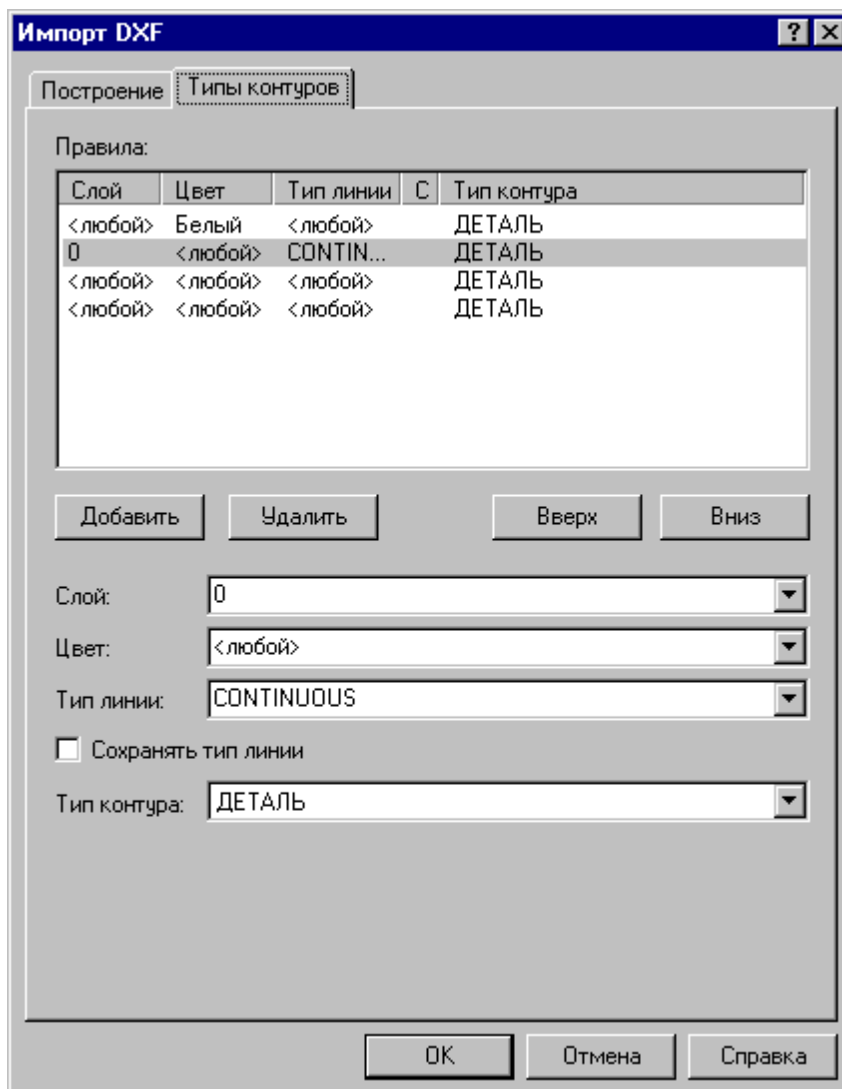 Импорт DXF
Построение Типы контуров
Правила:
Слой Цвет Тип линии С Тип контура
<любой> Белый <любой> ДЕТАЛЬ
0 <любой> CONTIN... ДЕТАЛЬ
<любой> <любой> <любой> ДЕТАЛЬ
<любой> <любой> <любой> ДЕТАЛЬ
Добавить Удалить Вверх Вниз
Слой: 0
Цвет: <любой>
Тип линии: CONTINUOUS
Сохранять тип линии
Тип контура: ДЕТАЛЬ
OK Отмена Справка